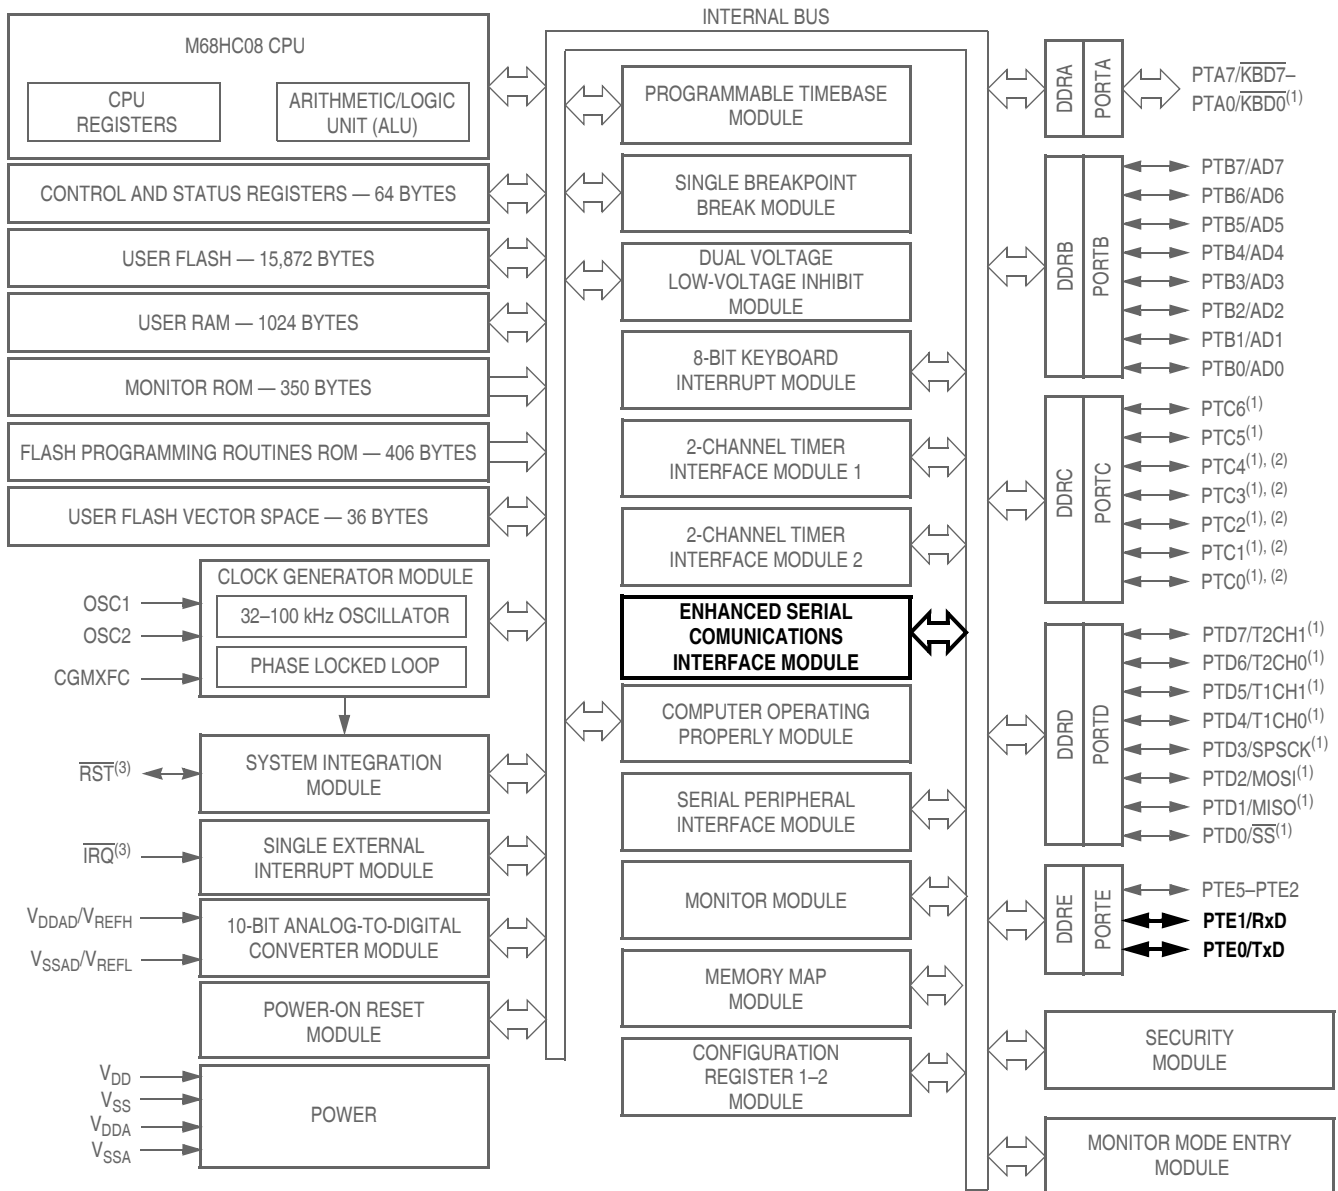 INTERNAL BUS
M68HC08 CPU
CPU
REGISTERS
ARITHMETIC/LOGIC
UNIT (ALU)
CONTROL AND STATUS REGISTERS — 64 BYTES
USER FLASH — 15,872 BYTES
USER RAM — 1024 BYTES
MONITOR ROM — 350 BYTES
FLASH PROGRAMMING ROUTINES ROM — 406 BYTES
USER FLASH VECTOR SPACE — 36 BYTES
CLOCK GENERATOR MODULE
32–100 kHz OSCILLATOR
PHASE LOCKED LOOP
OSC1
OSC2
CGMXFC
SYSTEM INTEGRATION
MODULE
RST(3)
SINGLE EXTERNAL
INTERRUPT MODULE
IRQ(3)
10-BIT ANALOG-TO-DIGITAL
CONVERTER MODULE
VDDAD/VREFH
VSSAD/VREFL
POWER-ON RESET
MODULE
POWER
VDD
VSS
VDDA
VSSA
PROGRAMMABLE TIMEBASE
MODULE
SINGLE BREAKPOINT
BREAK MODULE
DUAL VOLTAGE
LOW-VOLTAGE INHIBIT
MODULE
8-BIT KEYBOARD
INTERRUPT MODULE
2-CHANNEL TIMER
INTERFACE MODULE 1
2-CHANNEL TIMER
INTERFACE MODULE 2
ENHANCED SERIAL
COMUNICATIONS
INTERFACE MODULE
COMPUTER OPERATING
PROPERLY MODULE
SERIAL PERIPHERAL
INTERFACE MODULE
MONITOR MODULE
MEMORY MAP
MODULE
CONFIGURATION
REGISTER 1–2
MODULE
DDRA
PORTA
PTA7/KBD7–
PTA0/KBD0(1)
DDRB
PORTB
PTB7/AD7
PTB6/AD6
PTB5/AD5
PTB4/AD4
PTB3/AD3
PTB2/AD2
PTB1/AD1
PTB0/AD0
DDRC
PORTC
PTC6(1)
PTC5(1)
PTC4(1), (2)
PTC3(1), (2)
PTC2(1), (2)
PTC1(1), (2)
PTC0(1), (2)
DDRD
PORTD
PTD7/T2CH1(1)
PTD6/T2CH0(1)
PTD5/T1CH1(1)
PTD4/T1CH0(1)
PTD3/SPSCK(1)
PTD2/MOSI(1)
PTD1/MISO(1)
PTD0/SS(1)
DDRE
PORTE
PTE5–PTE2
PTE1/RxD
PTE0/TxD
SECURITY
MODULE
MONITOR MODE ENTRY
MODULE